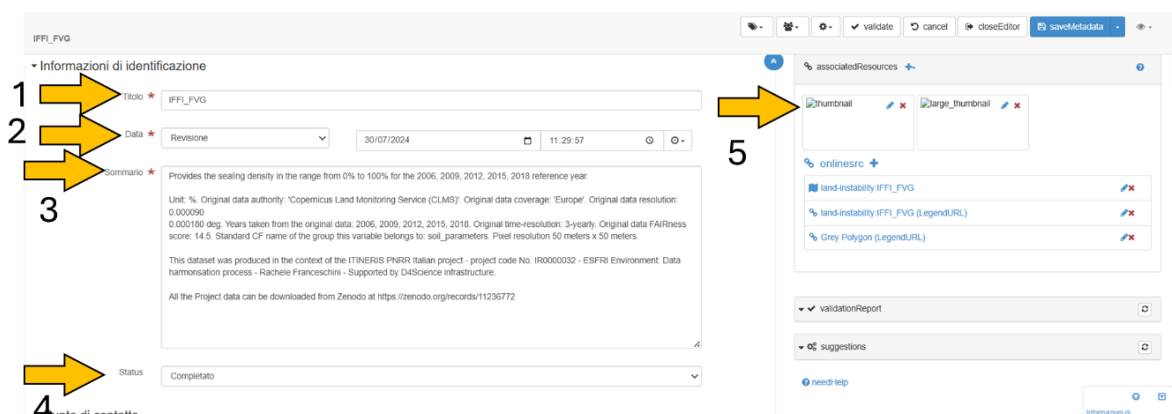 IFFI_FVG
validate
cancel
closeEditor
saveMetadata
Informazioni di identificazione
1
Titolo *
IFFI_FVG
2
Data *
Revisione
30/07/2024
11:29:57
3
Sommario *
Provides the sealing density in the range from 0% to 100% for the 2006, 2009, 2012, 2015, 2018 reference year.
Unit: %. Original data authority: 'Copernicus Land Monitoring Service (CLMS)'. Original data coverage: 'Europe'. Original data resolution:
0.000090
0.000180 deg. Years taken from the original data: 2006, 2009, 2012, 2015, 2018. Original time-resolution: 3-yearly. Original data FAIRness
score: 14.5. Standard CF name of the group this variable belongs to: soil_parameters. Pixel resolution 50 meters x 50 meters.
This dataset was produced in the context of the ITINERIS PNRR Italian project - project code No. IR0000032 - ESFRI Environment: Data
harmonsation process - Rachele Franceschini - Supported by D4Science infrastructure.
All the Project data can be downloaded from Zenodo at https://zenodo.org/records/11236772
4
Status
Completato
di contatto
associatedResources
5
thumbnail
large_thumbnail
onlinesrc
land-instability:IFFI_FVG
land-instability:IFFI_FVG (LegendURL)
Grey Polygon (LegendURL)
validationReport
suggestions
needHelp
Informazioni di